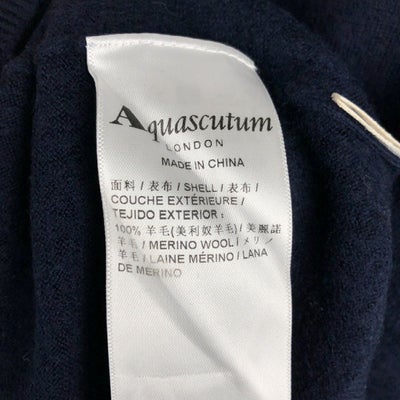 Aquascutum
LONDON
MADE IN CHINA
面料 / 表布 / SHELL / 表布 /
COUCHE EXTÉRIEURE /
TEJIDO EXTERIOR :
100% 羊毛(美利奴羊毛) / 美麗諾
羊毛 / MERINO WOOL / メリノ
羊毛 / LAINE MÉRINO / LANA
DE MERINO